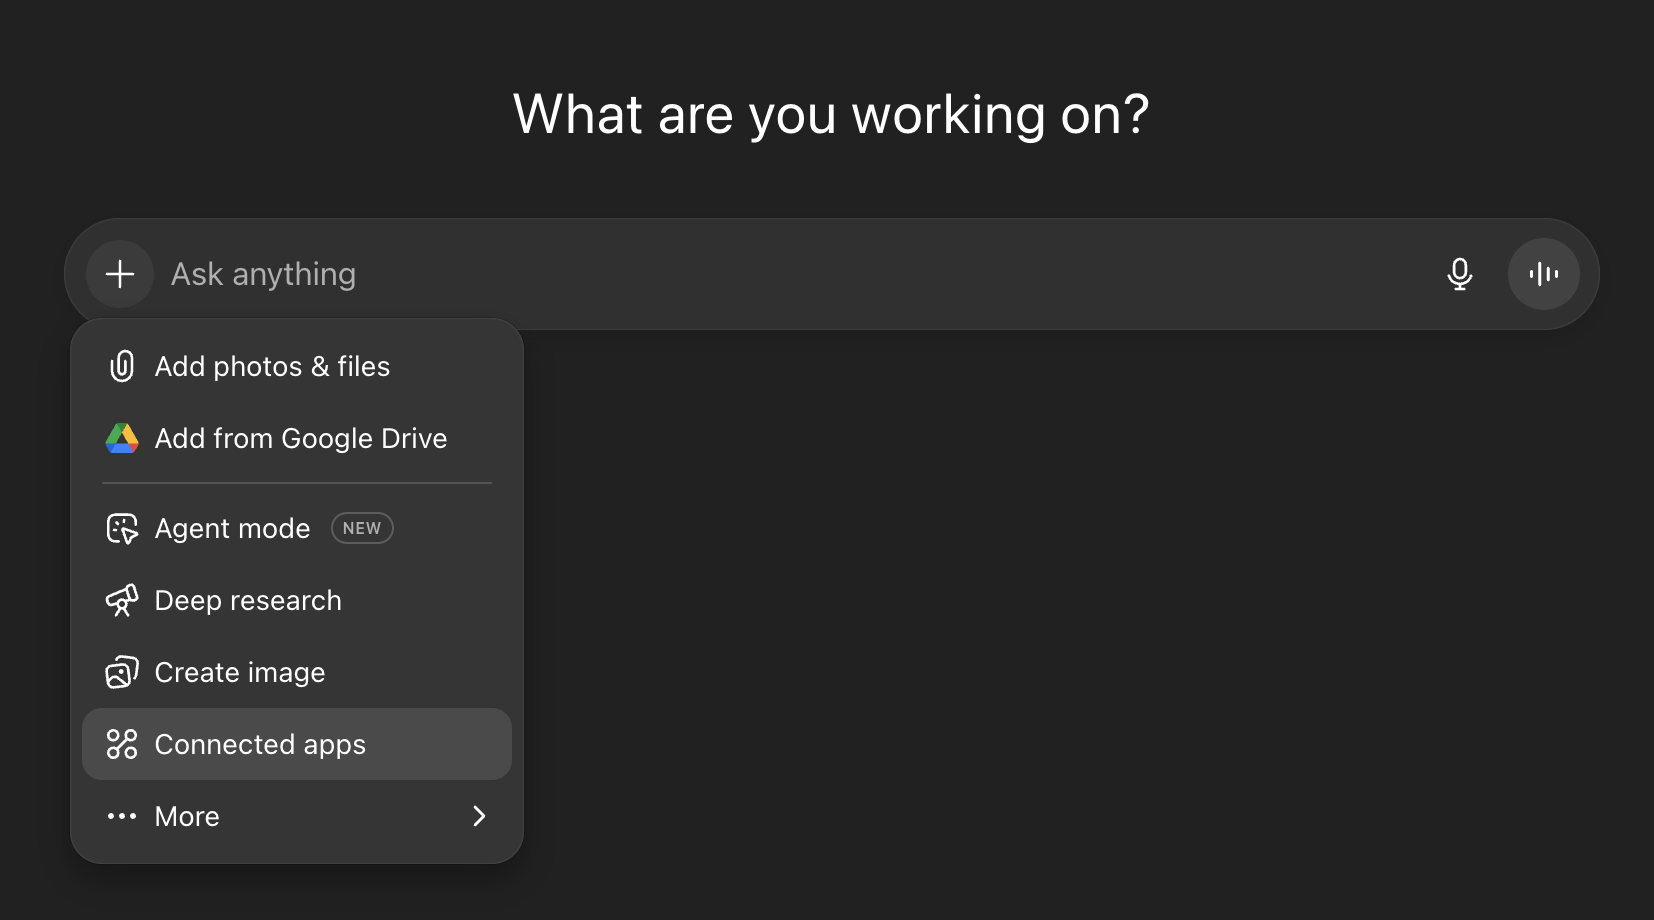 What are you working on?
Ask anything
Add photos & files
Add from Google Drive
Agent mode NEW
Deep research
Create image
Connected apps
More